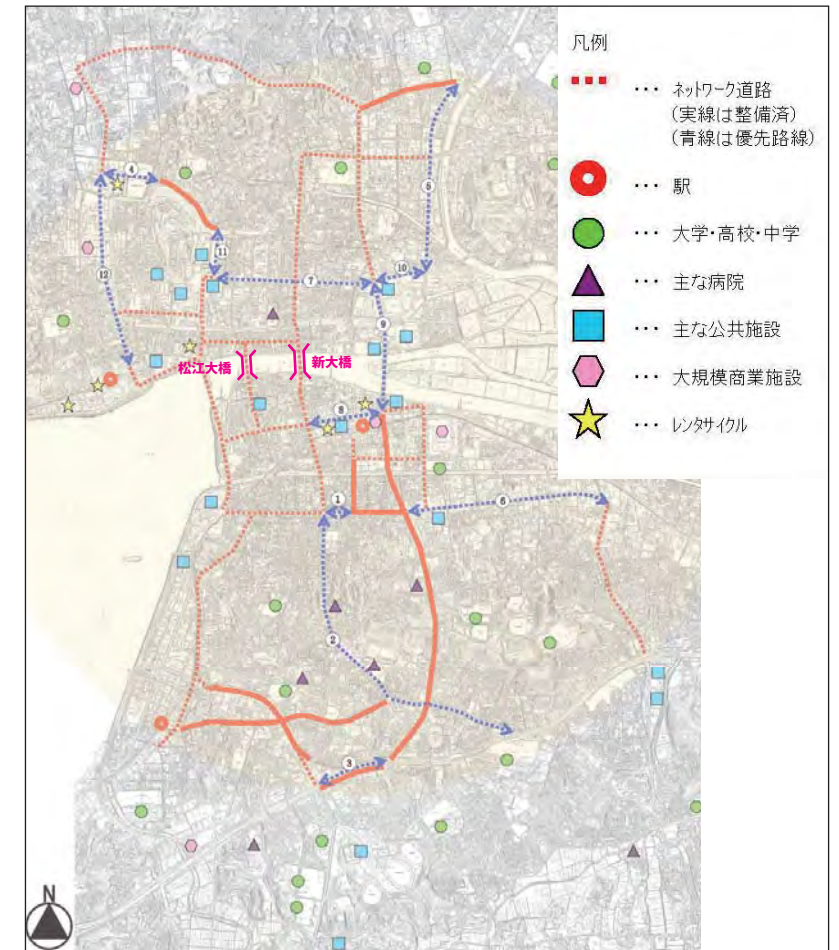 凡例
ネットワーク道路
(実線は整備済)
(青線は優先路線)
… 駅
… 大学・高校・中学
… 主な病院
… 主な公共施設
… 大規模商業施設
… レンタサイクル
4
5
11
12
7
10
9
松江大橋
新大橋
8
1
6
2
3
N